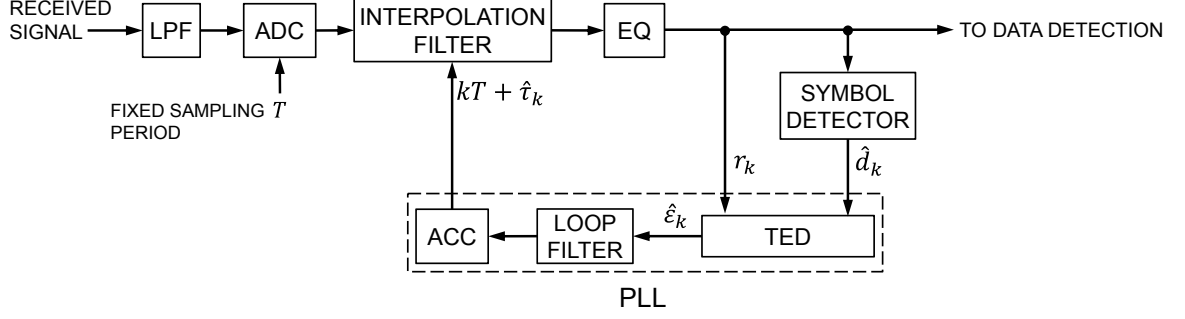 RECEIVED
SIGNAL
LPF
ADC
INTERPOLATION
FILTER
EQ
TO DATA DETECTION
FIXED SAMPLING T
PERIOD
kT + τ̂ₖ
SYMBOL
DETECTOR
rₖ
d̂ₖ
ACC
LOOP
FILTER
ε̂ₖ
TED
PLL